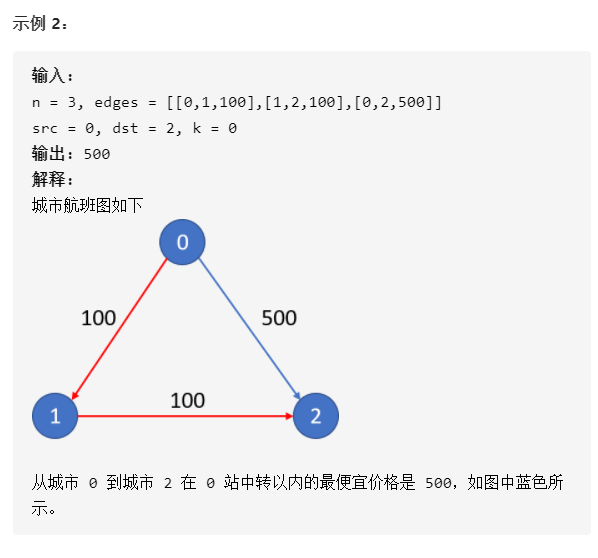 示例 2：
输入：
n = 3, edges = [[0,1,100],[1,2,100],[0,2,500]]
src = 0, dst = 2, k = 0
输出：500
解释：
城市航班图如下
0
100
500
1
100
2
从城市 0 到城市 2 在 0 站中转以内的最便宜价格是 500，如图中蓝色所
示。